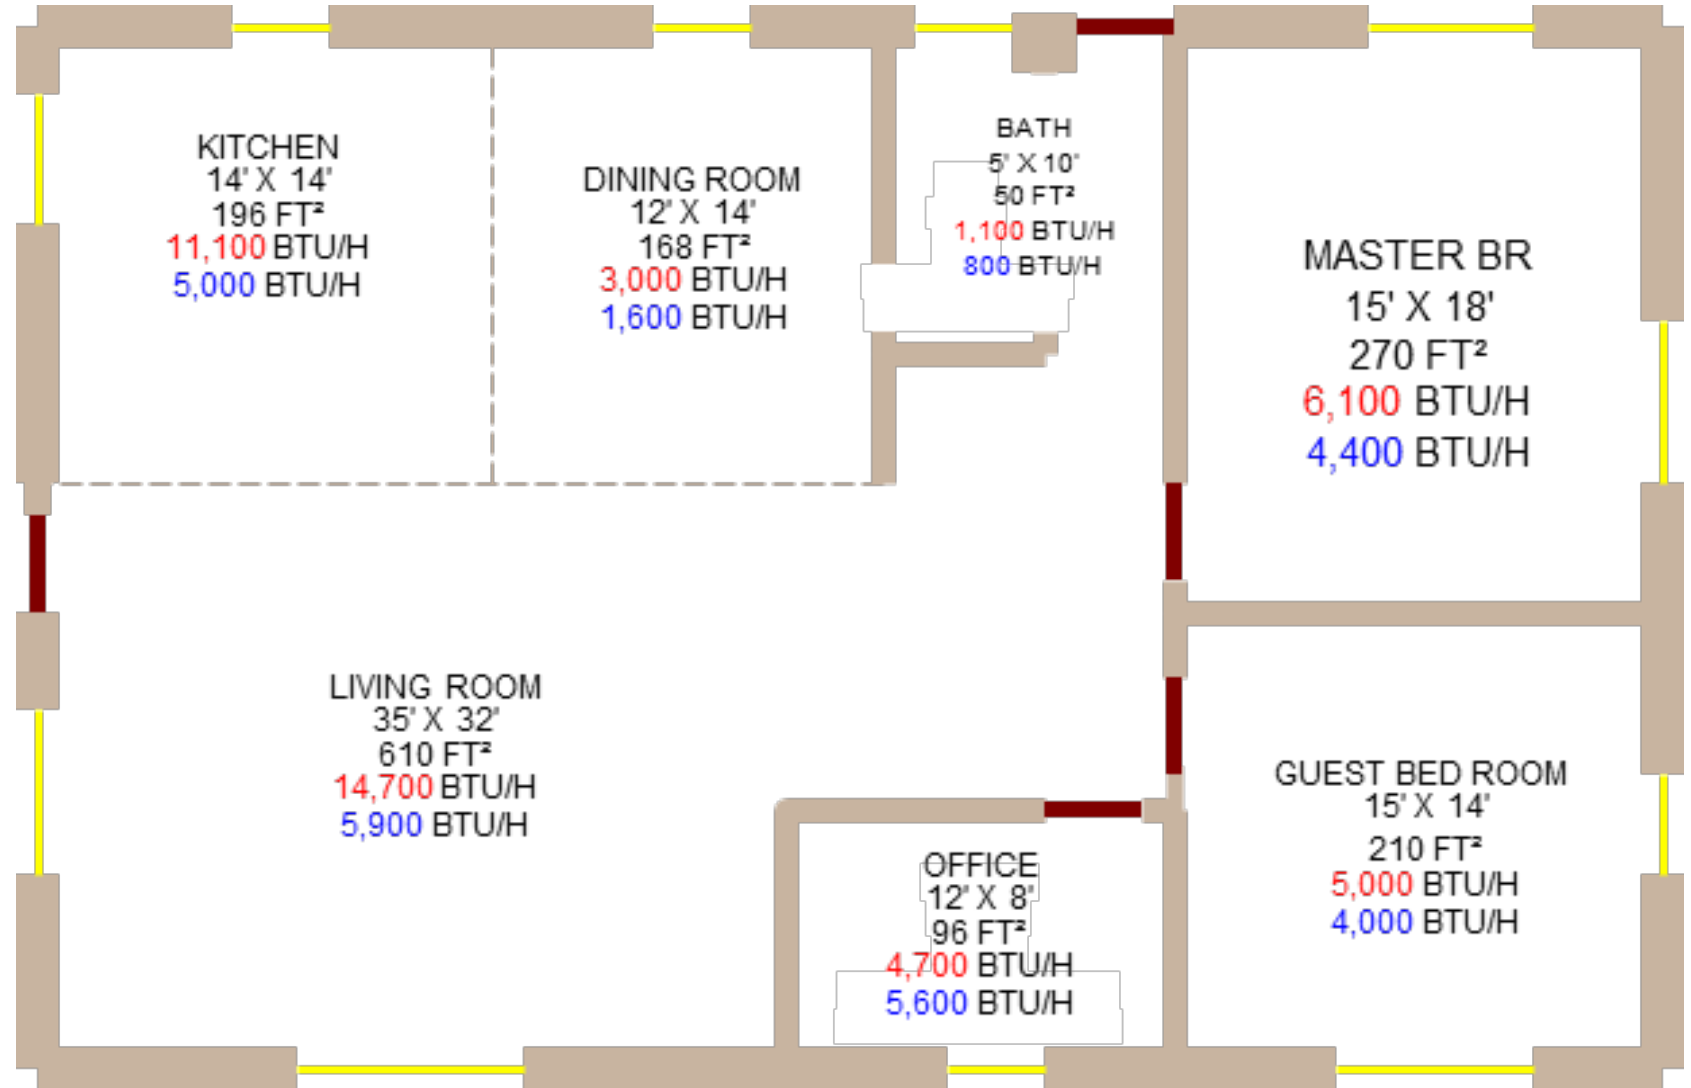 KITCHEN
14' X 14'
196 FT²
11,100 BTU/H
5,000 BTU/H
DINING ROOM
12' X 14'
168 FT²
3,000 BTU/H
1,600 BTU/H
BATH
5' X 10'
50 FT²
1,100 BTU/H
800 BTU/H
MASTER BR
15' X 18'
270 FT²
6,100 BTU/H
4,400 BTU/H
LIVING ROOM
35' X 32'
610 FT²
14,700 BTU/H
5,900 BTU/H
OFFICE
12' X 8'
96 FT²
4,700 BTU/H
5,600 BTU/H
GUEST BED ROOM
15' X 14'
210 FT²
5,000 BTU/H
4,000 BTU/H